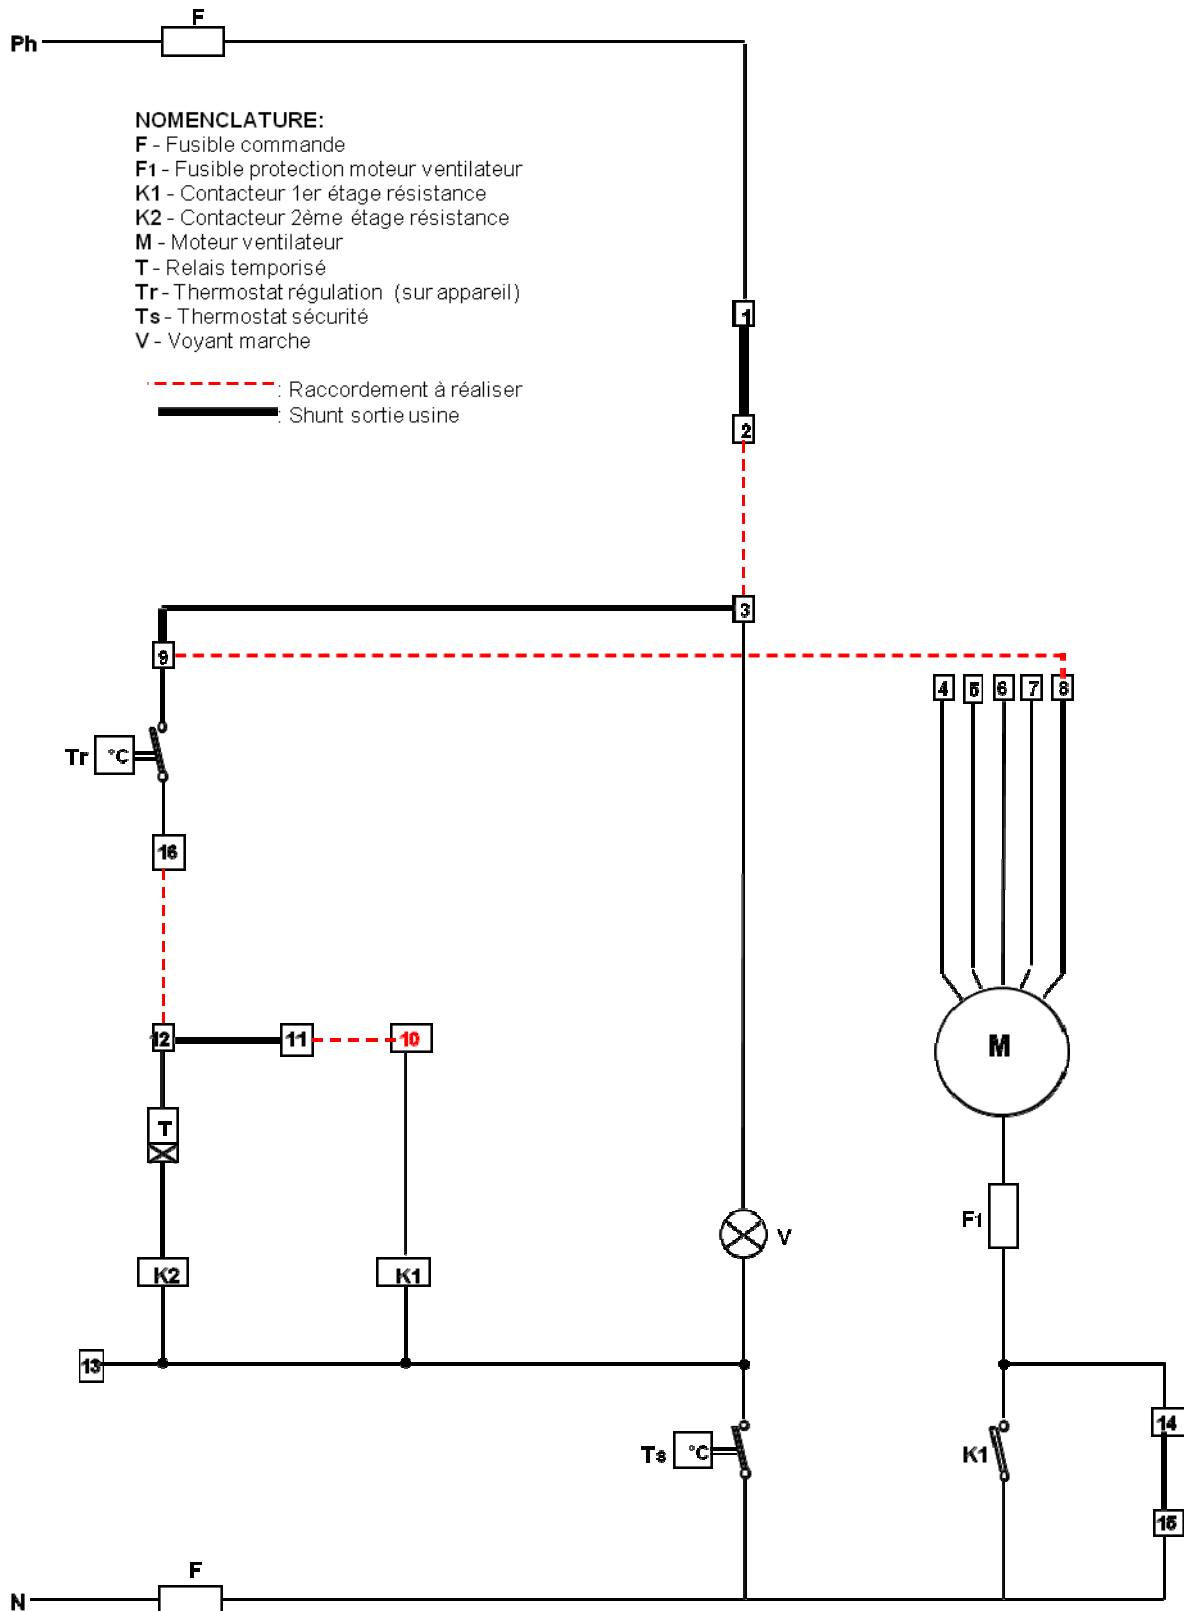 F
Ph
NOMENCLATURE:
F - Fusible commande
F1 - Fusible protection moteur ventilateur
K1 - Contacteur 1er étage résistance
K2 - Contacteur 2ème étage résistance
M - Moteur ventilateur
T - Relais temporisé
Tr - Thermostat régulation (sur appareil)
Ts - Thermostat sécurité
V - Voyant marche
: Raccordement à réaliser
: Shunt sortie usine
1
2
3
9
4 5 6 7 8
Tr °C
16
12 11 10
M
T
F1
V
K2 K1
13
14
Ts °C
K1
15
F
N